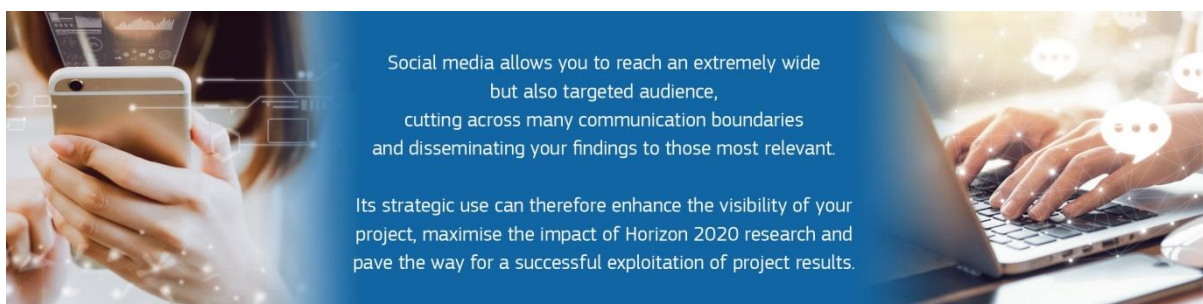 Social media allows you to reach an extremely wide
but also targeted audience,
cutting across many communication boundaries
and disseminating your findings to those most relevant.
Its strategic use can therefore enhance the visibility of your
project, maximise the impact of Horizon 2020 research and
pave the way for a successful exploitation of project results.